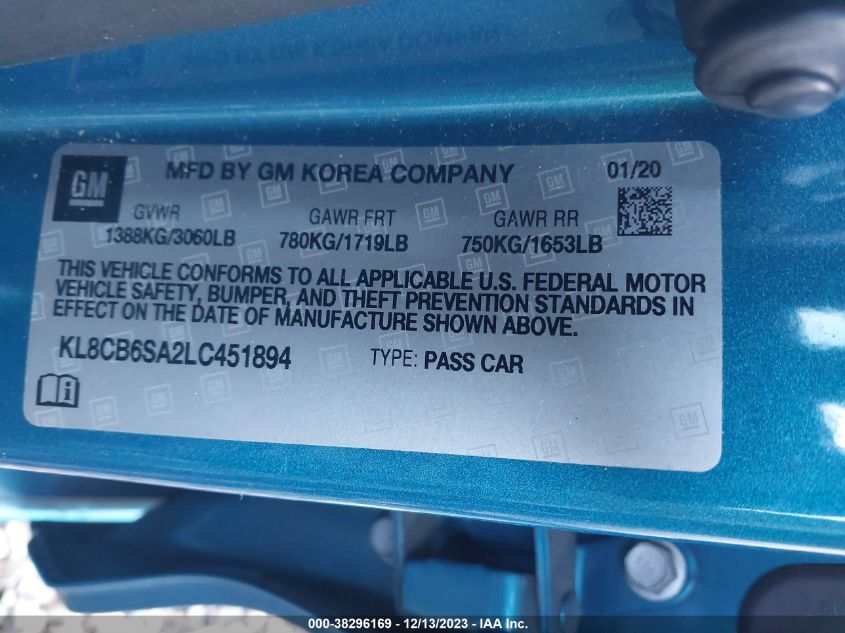 GM
MFD BY GM KOREA COMPANY 01/20
GVWR GAWR FRT GAWR RR
1388KG/3060LB 780KG/1719LB 750KG/1653LB
THIS VEHICLE CONFORMS TO ALL APPLICABLE U.S. FEDERAL MOTOR
VEHICLE SAFETY, BUMPER, AND THEFT PREVENTION STANDARDS IN
EFFECT ON THE DATE OF MANUFACTURE SHOWN ABOVE.
KL8CB6SA2LC451894 TYPE: PASS CAR
000-38296169 - 12/13/2023 - IAA Inc.